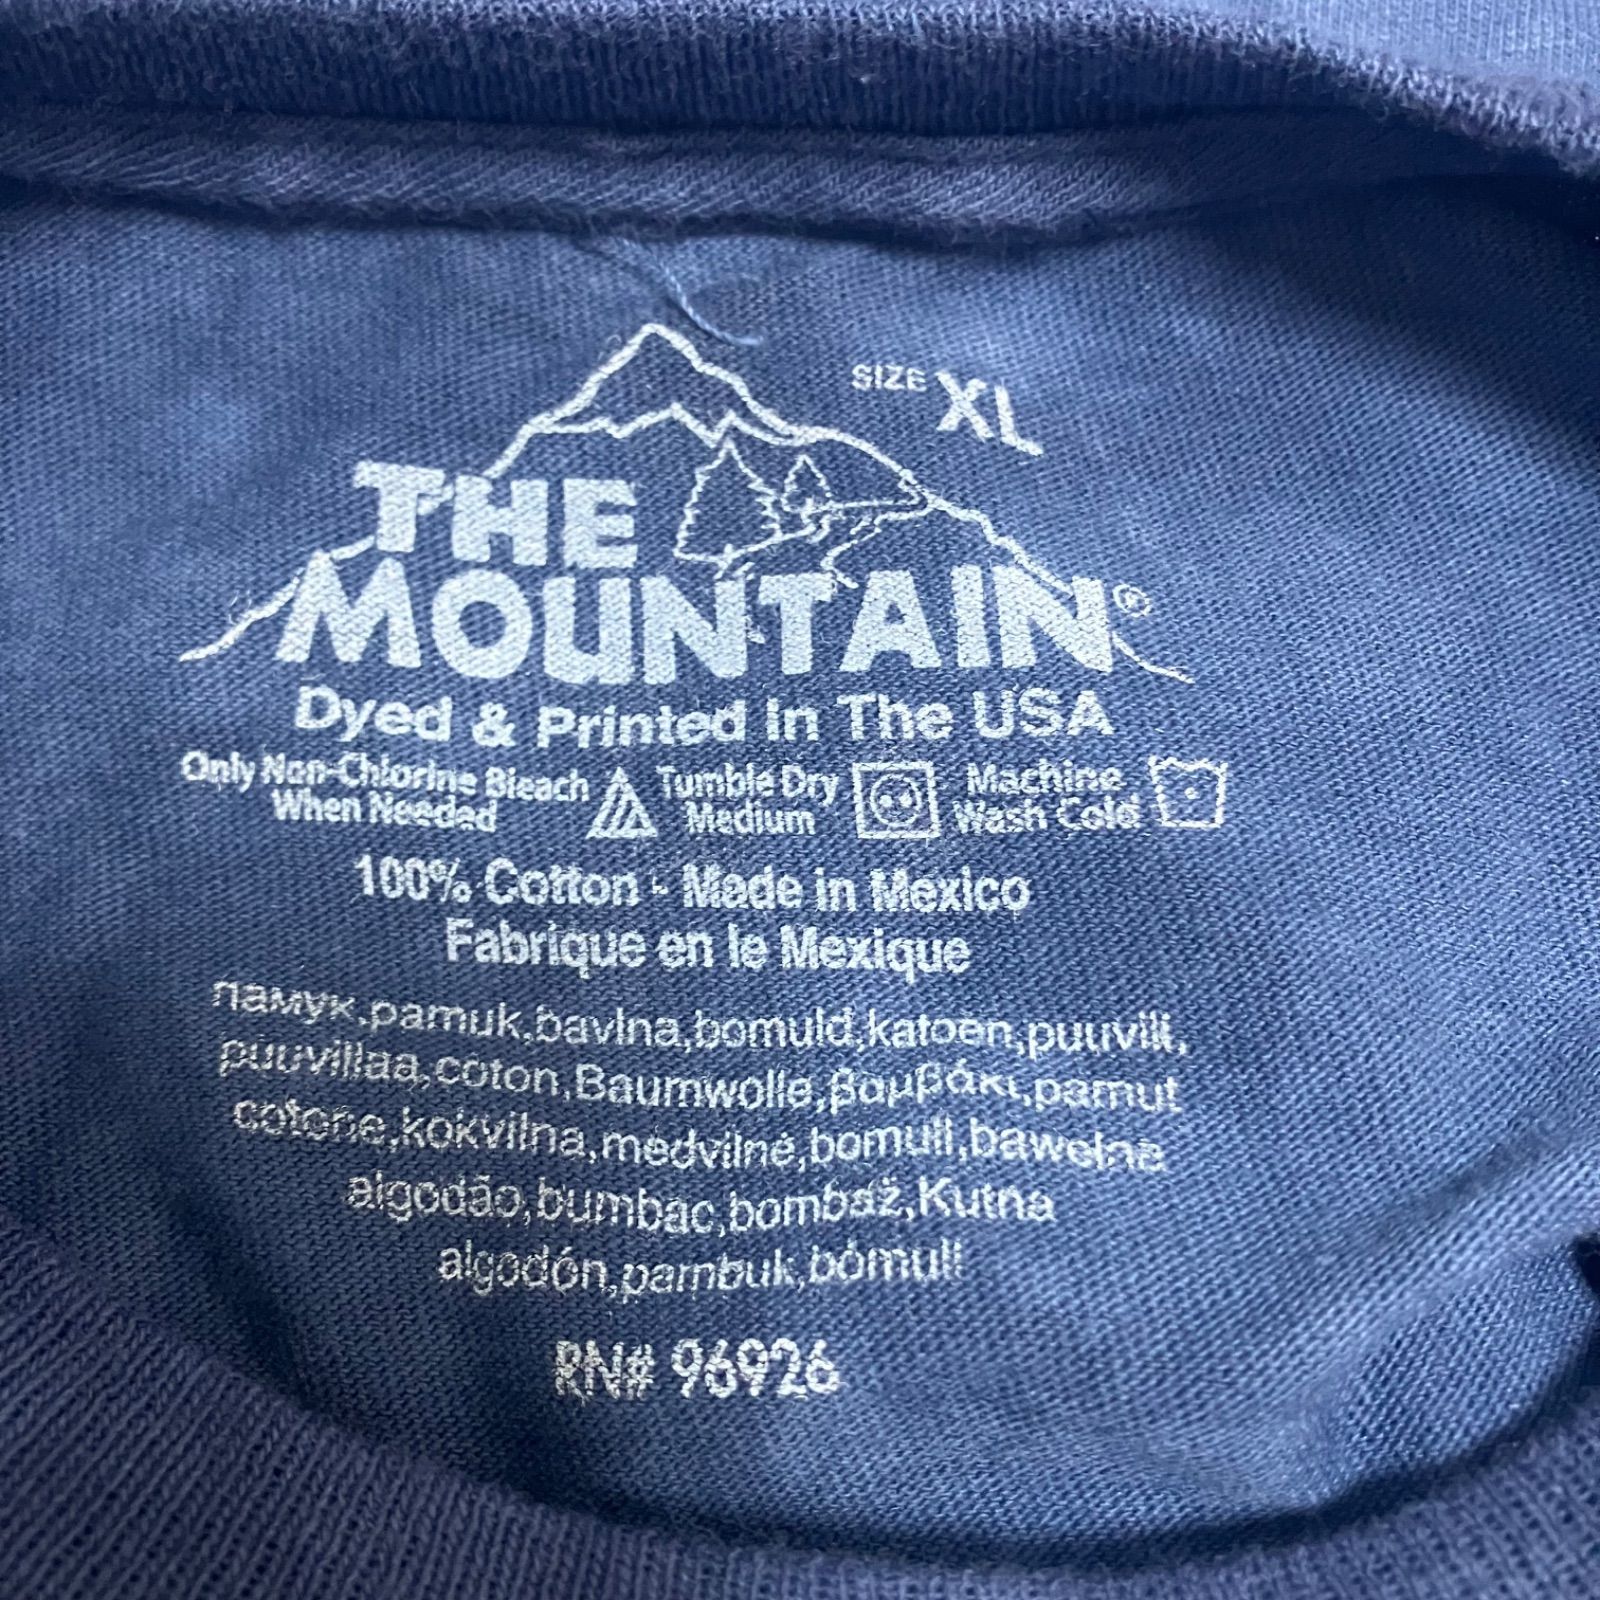 SIZE XL
THE
MOUNTAIN®
Dyed & Printed In The USA
Only Non-Chlorine Bleach
When Needed
Tumble Dry
Medium
Machine
Wash Cold
100% Cotton - Made in Mexico
Fabrique en le Mexique
памук,pamuk,bavlna,bomuld,katoen,puuvill,
puuvillaa,coton,Baumwolle,βαμβάκι,pamut
cotone,kokvilna,medvilnė,bomull,bawełna
algodão,bumbac,bombaž,Kutna
algodón,pambuk,bómull
RN# 96926